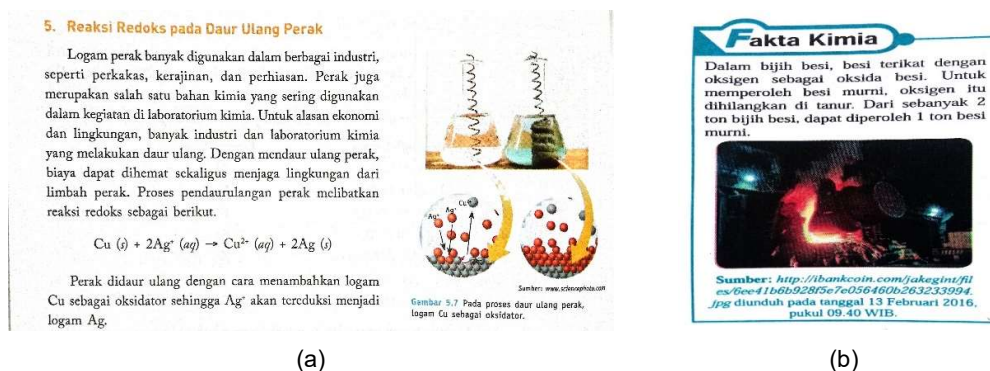 5. Reaksi Redoks pada Daur Ulang Perak
Logam perak banyak digunakan dalam berbagai industri,
seperti perkakas, kerajinan, dan perhiasan. Perak juga
merupakan salah satu bahan kimia yang sering digunakan
dalam kegiatan di laboratorium kimia. Untuk alasan ekonomi
dan lingkungan, banyak industri dan laboratorium kimia
yang melakukan daur ulang. Dengan mendaur ulang perak,
biaya dapat dihemat sekaligus menjaga lingkungan dari
limbah perak. Proses pendaurulangan perak melibatkan
reaksi redoks sebagai berikut.
Cu (s) + 2Ag⁺ (aq) → Cu²⁺ (aq) + 2Ag (s)
Perak didaur ulang dengan cara menambahkan logam
Cu sebagai oksidator sehingga Ag⁺ akan tereduksi menjadi
logam Ag.
Ag⁺
Ag⁺
Cu
Sumber: www.sciencephoto.com
Gembar 5.7 Pada proses daur ulang perak,
logam Cu sebagai oksidator.
(a)
Fakta Kimia
Dalam bijih besi, besi terikat dengan
oksigen sebagai oksida besi. Untuk
memperoleh besi murni, oksigen itu
dihilangkan di tanur. Dari sebanyak 2
ton bijih besi, dapat diperoleh 1 ton besi
murni.
Sumber: http://ibankcoin.com/jakegint/fil
es/6ee41b6b928f5e7e056460b263233994.
jpg diunduh pada tanggal 13 Februari 2016,
pukul 09.40 WIB.
(b)